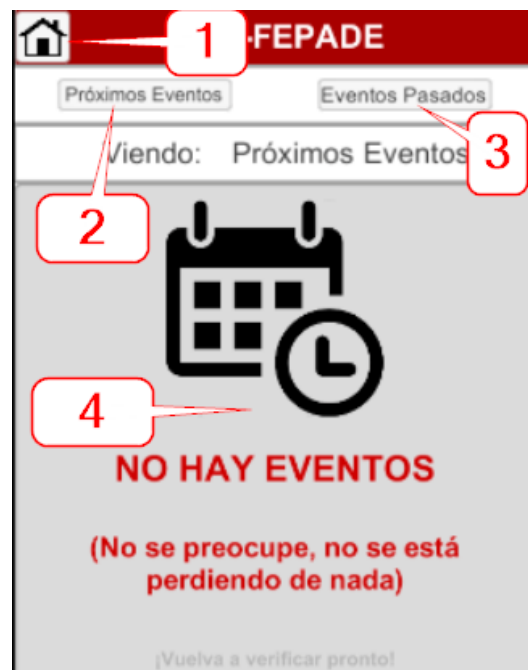 1
-FEPADE
Próximos Eventos
Eventos Pasados
Viendo: Próximos Eventos
3
2
4
NO HAY EVENTOS
(No se preocupe, no se está
perdiendo de nada)
¡Vuelva a verificar pronto!